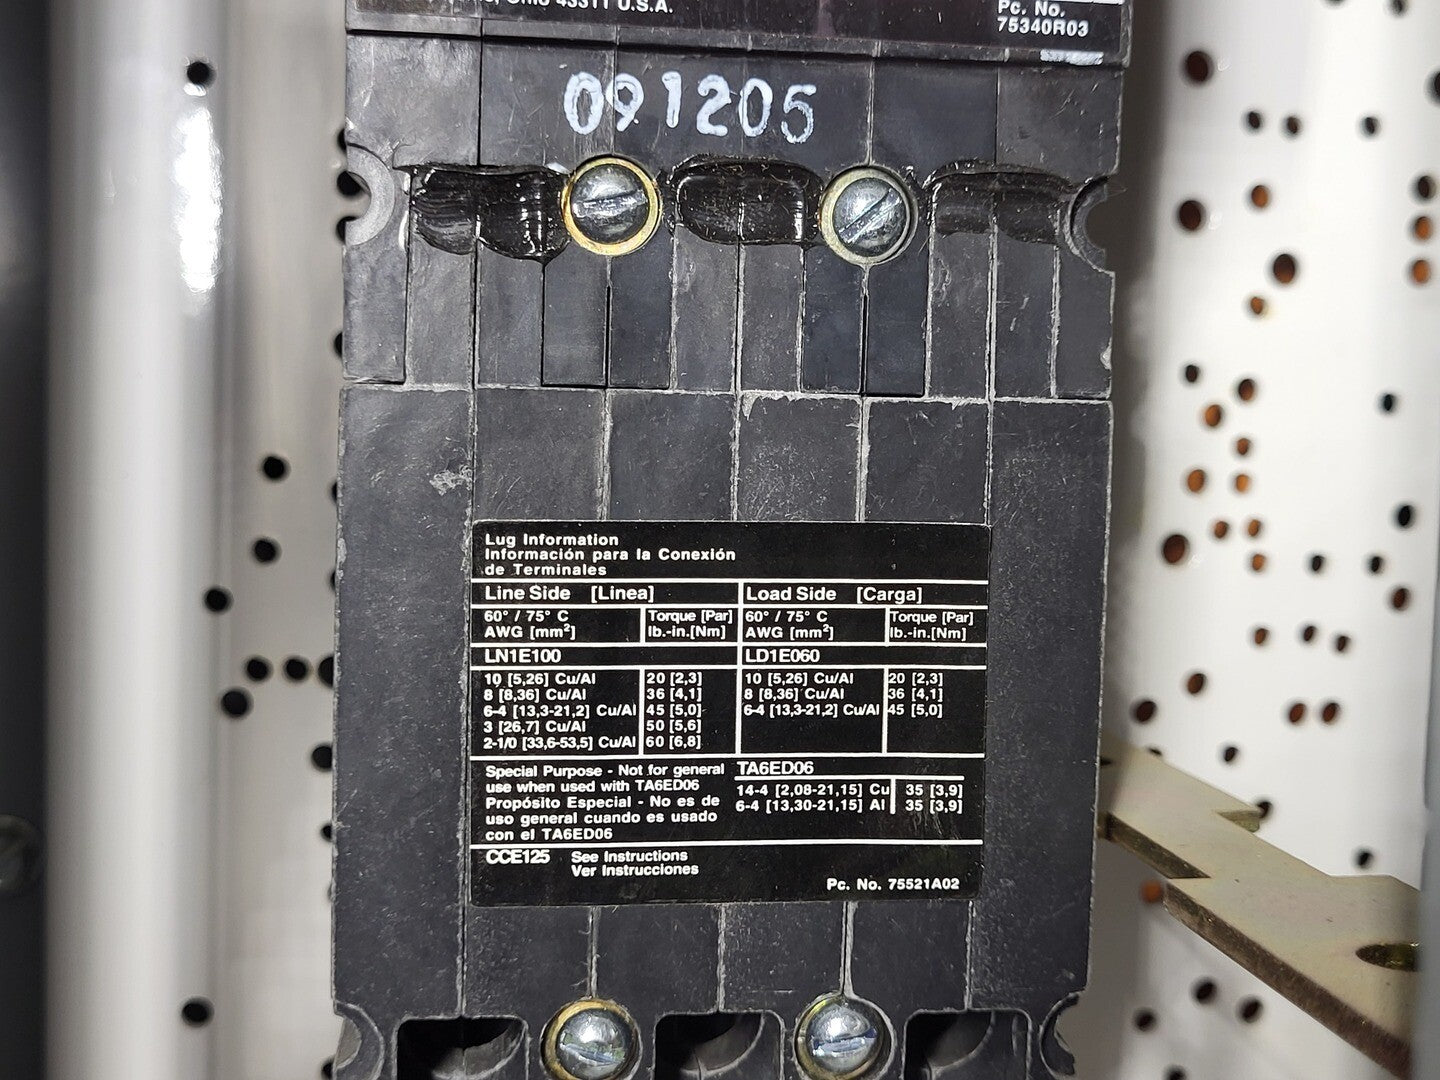 Ohio 43311 U.S.A.
Pc. No.
75340R03
091205
Lug Information
Información para la Conexión
de Terminales
Line Side [Linea]
60° / 75° C
AWG [mm²]
Torque [Par]
lb.-in.[Nm]
LN1E100
10 [5,26] Cu/Al 20 [2,3]
8 [8,36] Cu/Al 36 [4,1]
6-4 [13,3-21,2] Cu/Al 45 [5,0]
3 [26,7] Cu/Al 50 [5,6]
2-1/0 [33,6-53,5] Cu/Al 60 [6,8]
Load Side [Carga]
60° / 75° C
AWG [mm²]
Torque [Par]
lb.-in.[Nm]
LD1E060
10 [5,26] Cu/Al 20 [2,3]
8 [8,36] Cu/Al 36 [4,1]
6-4 [13,3-21,2] Cu/Al 45 [5,0]
Special Purpose - Not for general
use when used with TA6ED06
Propósito Especial - No es de
uso general cuando es usado
con el TA6ED06
TA6ED06
14-4 [2,08-21,15] Cu 35 [3,9]
6-4 [13,30-21,15] Al 35 [3,9]
CCE125 See Instructions
Ver Instrucciones
Pc. No. 75521A02